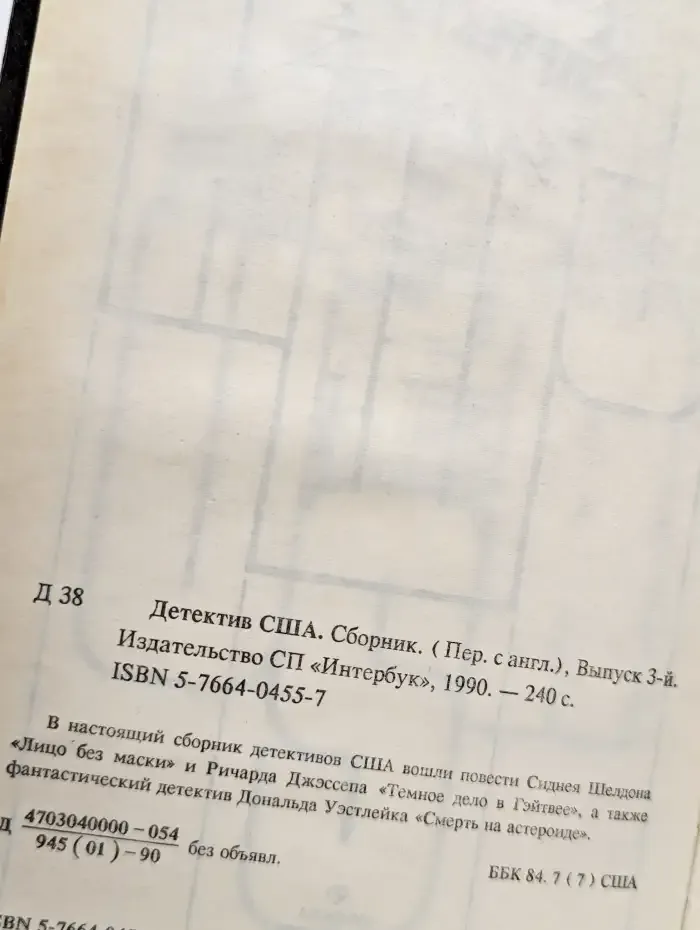 Д 38
Детектив США. Сборник. ( Пер. с англ.), Выпуск 3-й.
Издательство СП «Интербук», 1990. — 240 с.
ISBN 5-7664-0455-7
В настоящий сборник детективов США вошли повести Сиднея Шелдона
«Лицо без маски» и Ричарда Джэссепа «Темное дело в Гэйтвее», а также
фантастический детектив Дональда Уэстлейка «Смерть на астероиде».
Д 4703040000 – 054
945 ( 01 ) – 90 без объявл.
ББК 84. 7 ( 7 ) США